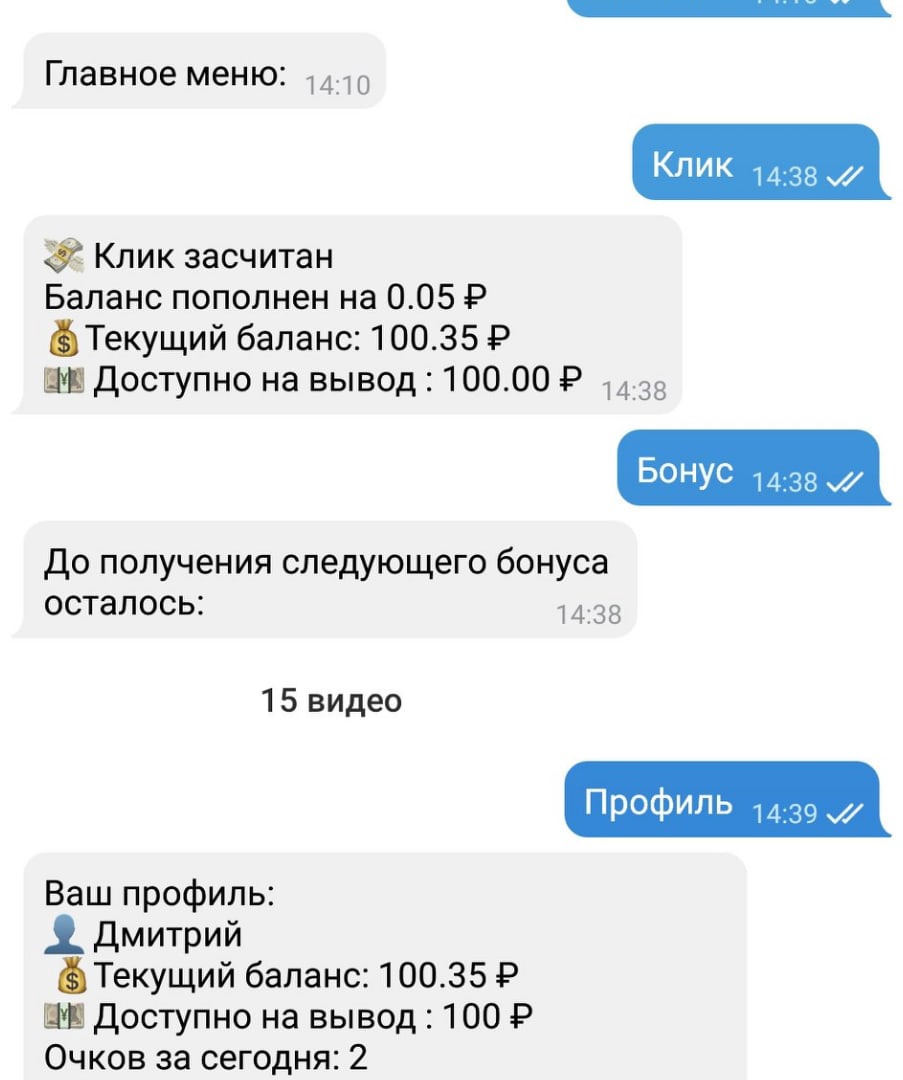 Главное меню: 14:10
Клик 14:38
💸 Клик засчитан
Баланс пополнен на 0.05 ₽
💰Текущий баланс: 100.35 ₽
💴 Доступно на вывод : 100.00 ₽ 14:38
Бонус 14:38
До получения следующего бонуса
осталось: 14:38
15 видео
Профиль 14:39
Ваш профиль:
👤 Дмитрий
💰Текущий баланс: 100.35 ₽
💴 Доступно на вывод : 100 ₽
Очков за сегодня: 2